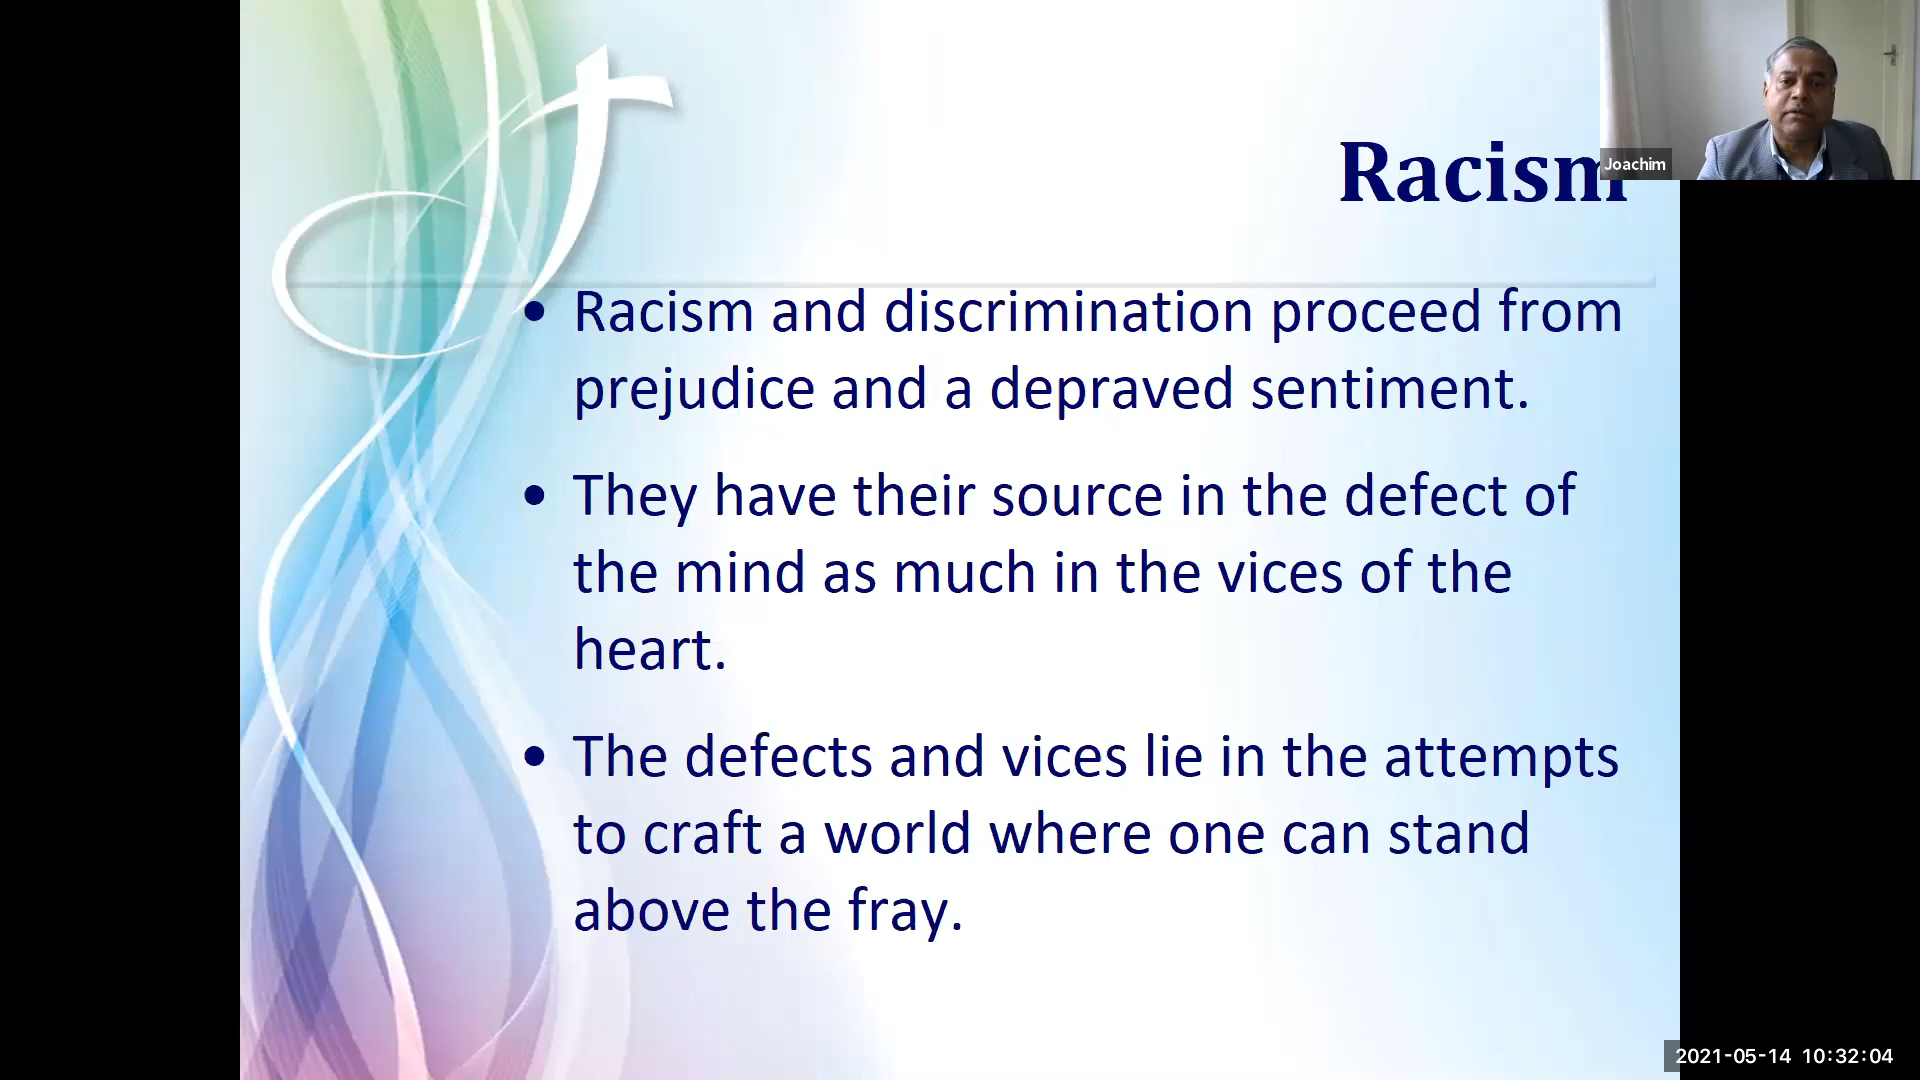 Racism
Joachim
• Racism and discrimination proceed from
prejudice and a depraved sentiment.
• They have their source in the defect of
the mind as much in the vices of the
heart.
• The defects and vices lie in the attempts
to craft a world where one can stand
above the fray.
2021-05-14 10:32:04